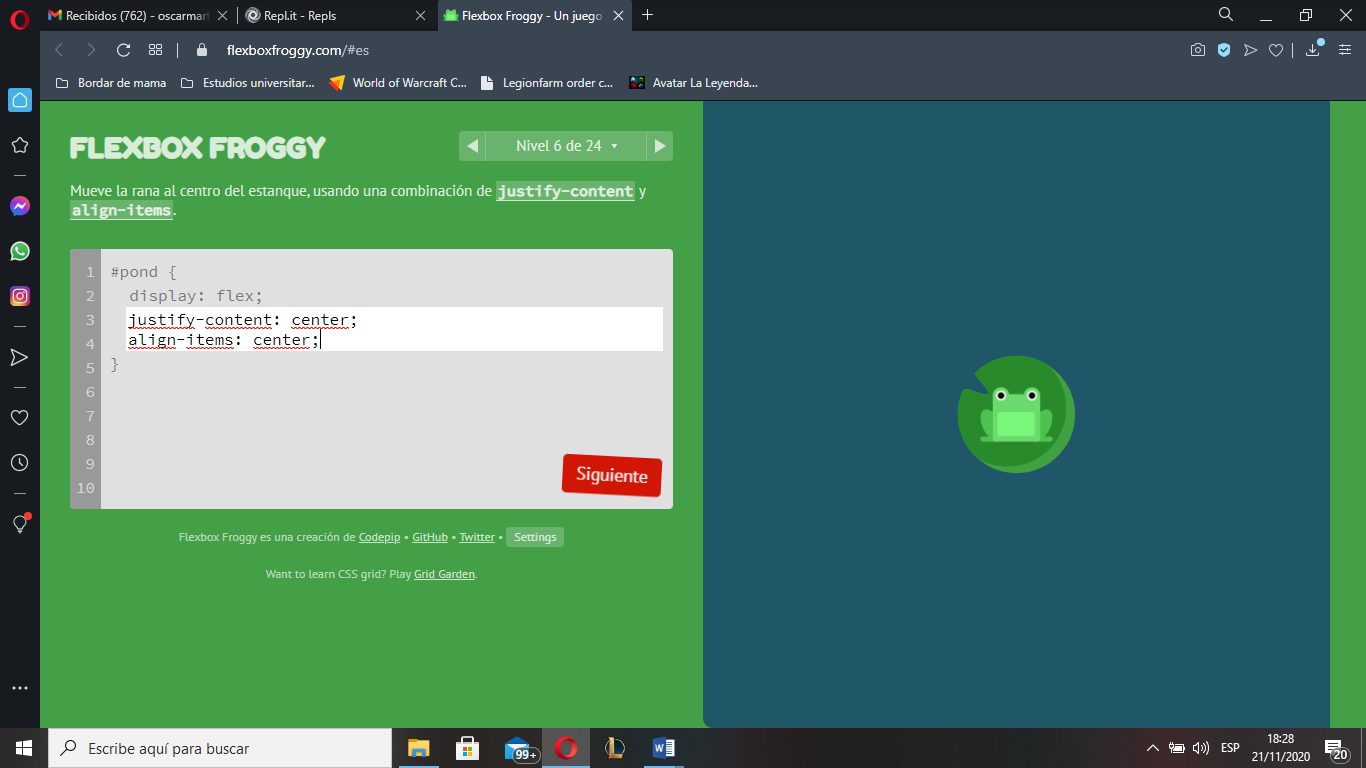 Recibidos (762) - oscarmar
Repl.it - Repls
Flexbox Froggy - Un juego
flexboxfroggy.com/#es
Bordar de mama
Estudios universitar...
World of Warcraft C...
Legionfarm order c...
Avatar La Leyenda...
FLEXBOX FROGGY
Nivel 6 de 24
Mueve la rana al centro del estanque, usando una combinación de justify-content y
align-items.
1 #pond {
2 display: flex;
3 justify-content: center;
4 align-items: center;
5 }
6
7
8
9
10
Siguiente
Flexbox Froggy es una creación de Codepip • GitHub • Twitter • Settings
Want to learn CSS grid? Play Grid Garden.
Escribe aquí para buscar
99+
W
ESP
18:28
21/11/2020
20